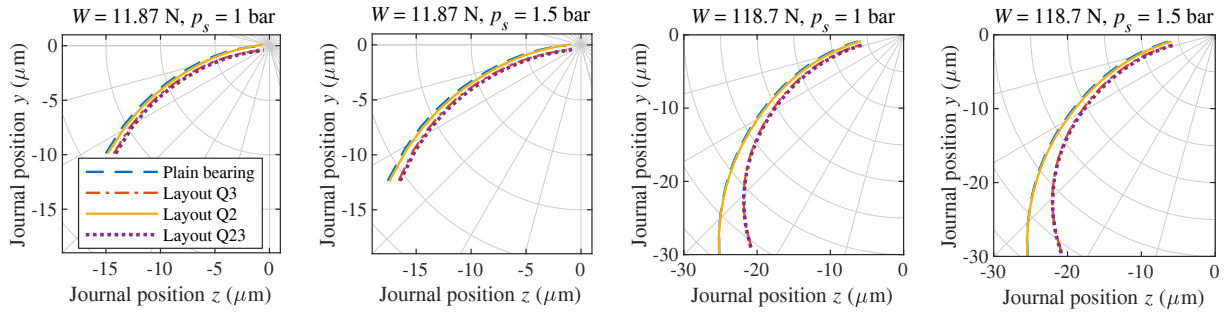 W = 11.87 N, pₛ = 1 bar
Journal position y (μm)
0
-5
-10
-15
Plain bearing
Layout Q3
Layout Q2
Layout Q23
-15 -10 -5 0
Journal position z (μm)
W = 11.87 N, pₛ = 1.5 bar
Journal position y (μm)
0
-5
-10
-15
-15 -10 -5 0
Journal position z (μm)
W = 118.7 N, pₛ = 1 bar
Journal position y (μm)
0
-10
-20
-30
-30 -20 -10 0
Journal position z (μm)
W = 118.7 N, pₛ = 1.5 bar
Journal position y (μm)
0
-10
-20
-30
-30 -20 -10 0
Journal position z (μm)